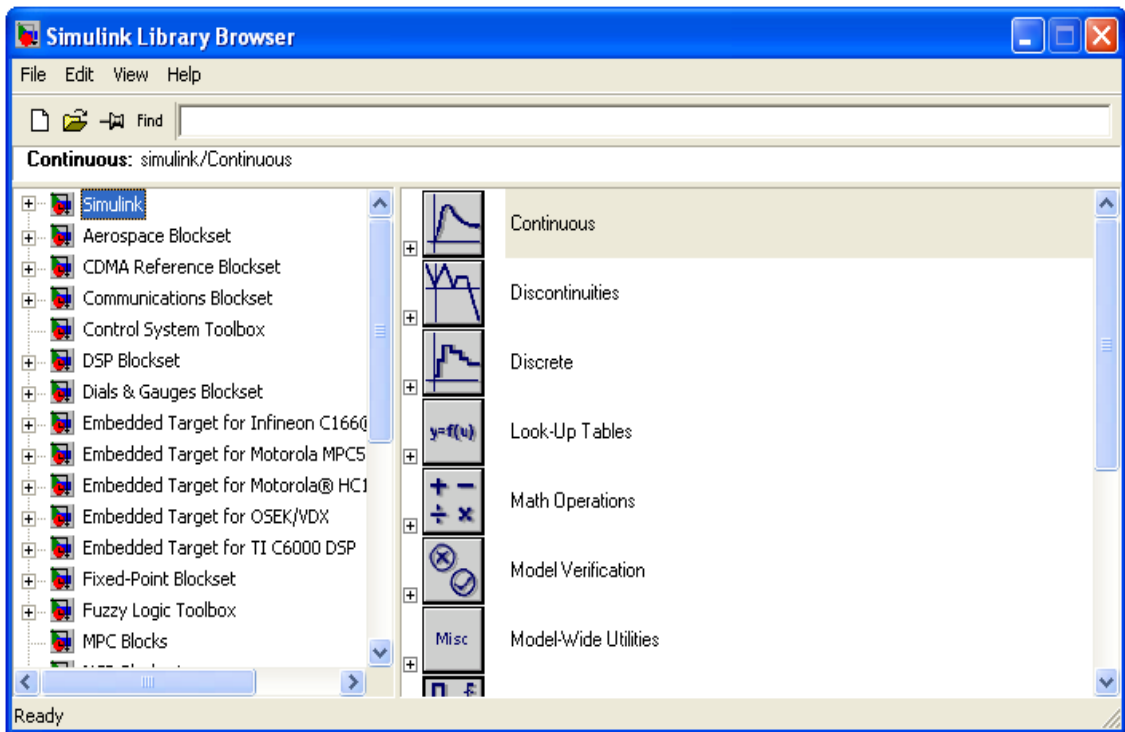 Simulink Library Browser
File Edit View Help
Find
Continuous: simulink/Continuous
Simulink
Aerospace Blockset
CDMA Reference Blockset
Communications Blockset
Control System Toolbox
DSP Blockset
Dials & Gauges Blockset
Embedded Target for Infineon C166
Embedded Target for Motorola MPC5
Embedded Target for Motorola® HC1
Embedded Target for OSEK/VDX
Embedded Target for TI C6000 DSP
Fixed-Point Blockset
Fuzzy Logic Toolbox
MPC Blocks
Continuous
Discontinuities
Discrete
y=f(u) Look-Up Tables
+ − ÷ × Math Operations
Model Verification
Misc Model-Wide Utilities
Ready